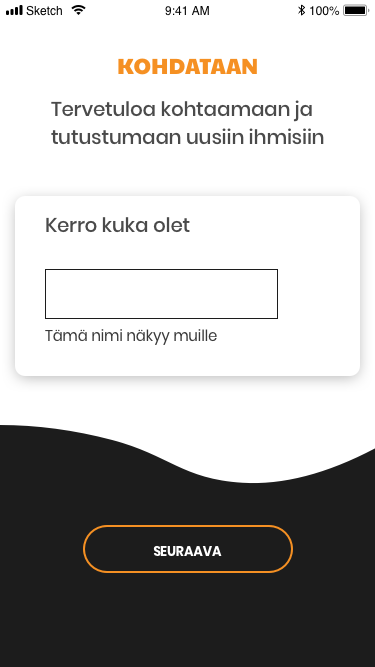 Sketch 9:41 AM 100%
KOHDATAAN
Tervetuloa kohtaamaan ja
tutustumaan uusiin ihmisiin
Kerro kuka olet
Tämä nimi näkyy muille
SEURAAVA